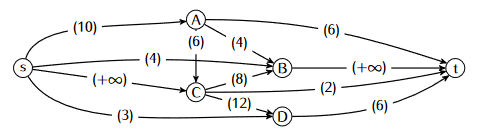 A
(10)
(6)
(6)
(4)
(4)
s
B
(+∞)
t
(+∞)
(8)
C
(2)
(12)
(3)
D
(6)